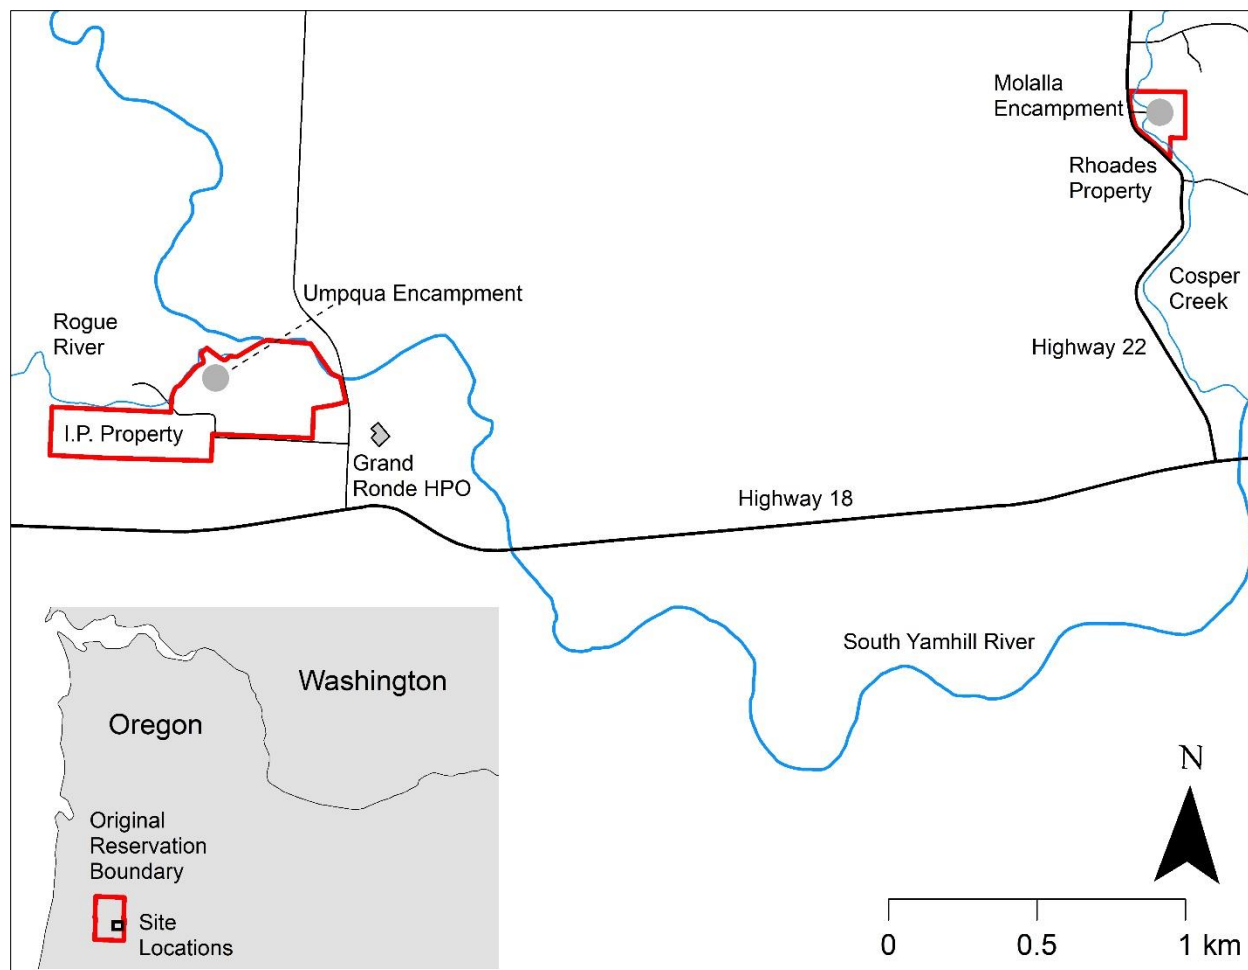 Molalla
Encampment
Rhoades
Property
Umpqua Encampment
Cosper
Creek
Rogue
River
Highway 22
I.P. Property
Grand
Ronde HPO
Highway 18
South Yamhill River
Washington
Oregon
Original
Reservation
Boundary
Site
Locations
N
0 0.5 1 km